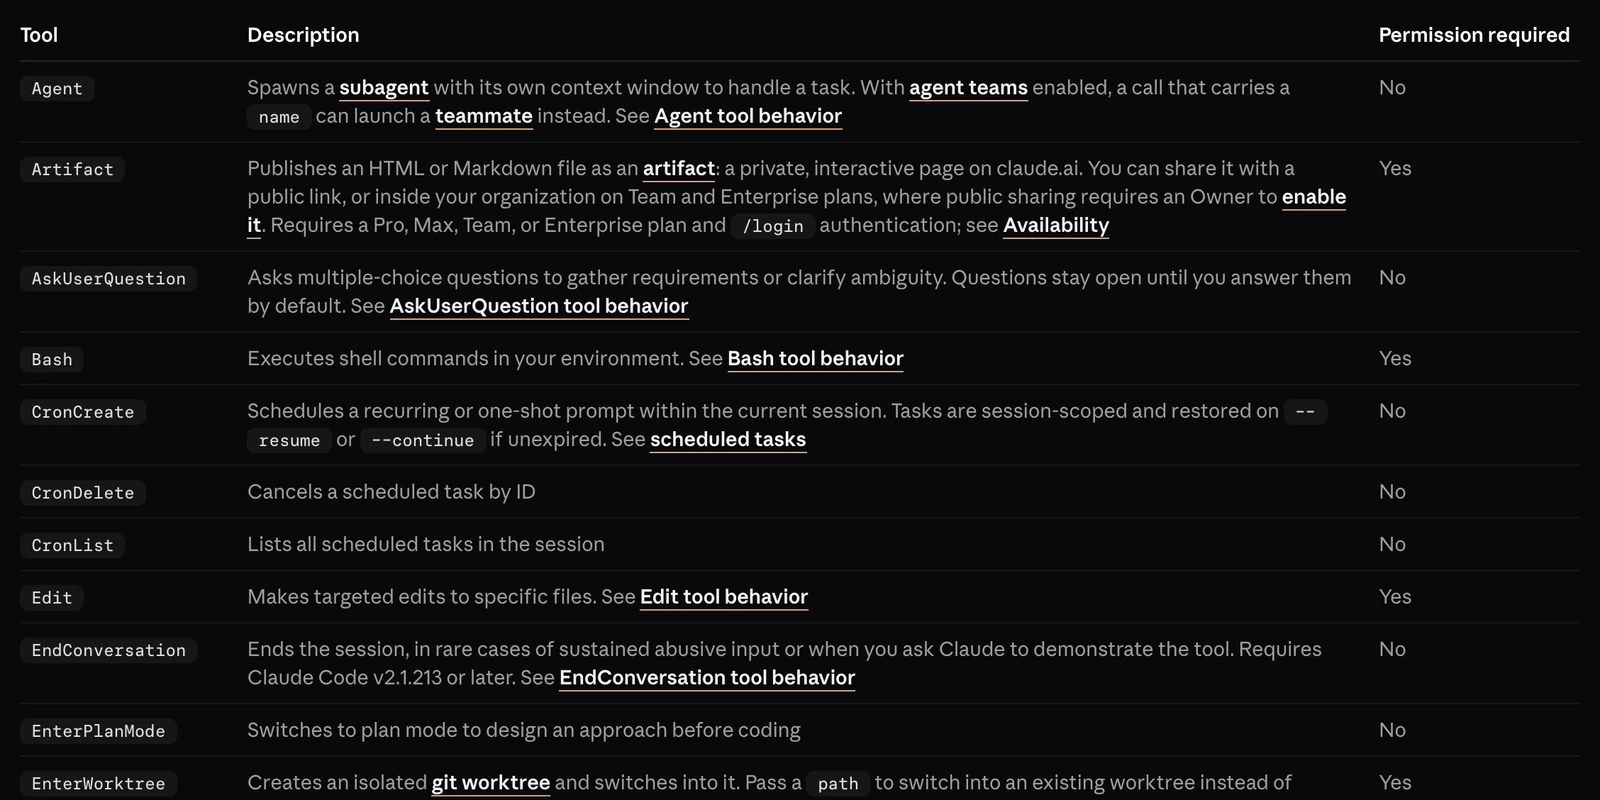 Tool Description Permission required
Agent Spawns a subagent with its own context window to handle a task. With agent teams enabled, a call that carries a No
name can launch a teammate instead. See Agent tool behavior
Artifact Publishes an HTML or Markdown file as an artifact: a private, interactive page on claude.ai. You can share it with a Yes
public link, or inside your organization on Team and Enterprise plans, where public sharing requires an Owner to enable
it. Requires a Pro, Max, Team, or Enterprise plan and /login authentication; see Availability
AskUserQuestion Asks multiple-choice questions to gather requirements or clarify ambiguity. Questions stay open until you answer them No
by default. See AskUserQuestion tool behavior
Bash Executes shell commands in your environment. See Bash tool behavior Yes
CronCreate Schedules a recurring or one-shot prompt within the current session. Tasks are session-scoped and restored on -- No
resume or --continue if unexpired. See scheduled tasks
CronDelete Cancels a scheduled task by ID No
CronList Lists all scheduled tasks in the session No
Edit Makes targeted edits to specific files. See Edit tool behavior Yes
EndConversation Ends the session, in rare cases of sustained abusive input or when you ask Claude to demonstrate the tool. Requires No
Claude Code v2.1.213 or later. See EndConversation tool behavior
EnterPlanMode Switches to plan mode to design an approach before coding No
EnterWorktree Creates an isolated git worktree and switches into it. Pass a path to switch into an existing worktree instead of Yes